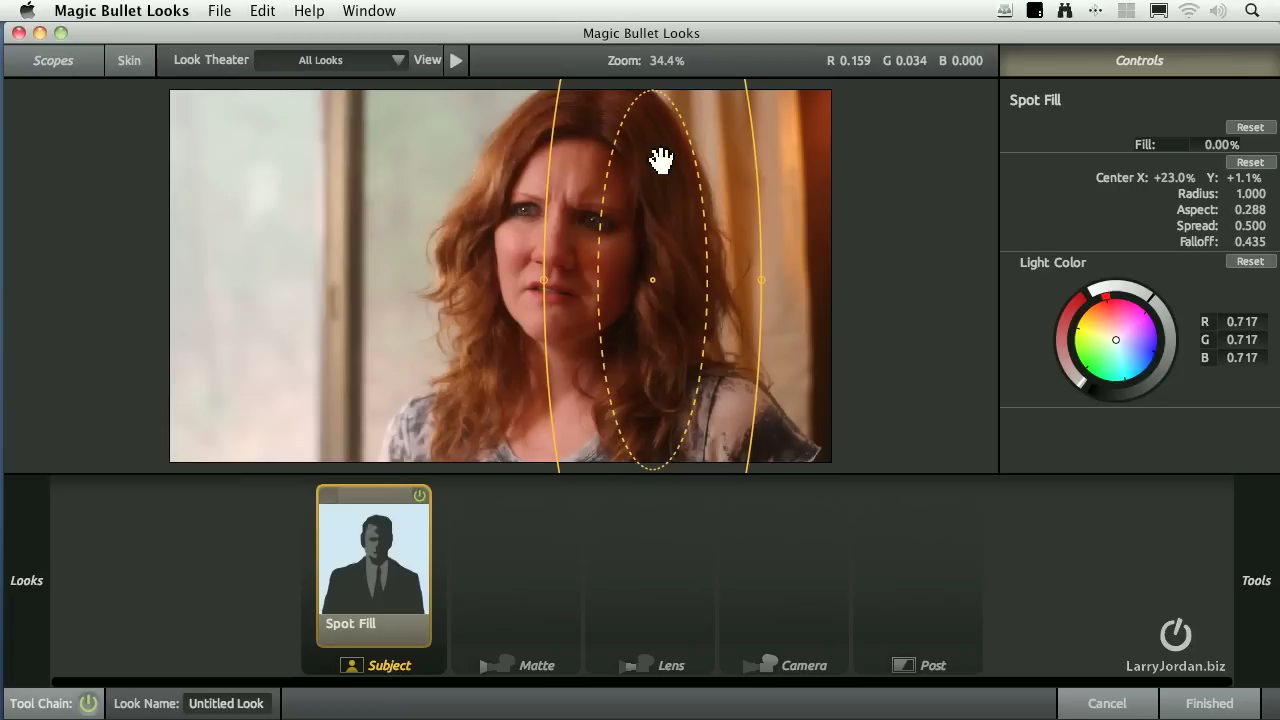 Magic Bullet Looks File Edit Help Window
Magic Bullet Looks
Scopes Skin Look Theater All Looks View Zoom: 34.4% R 0.159 G 0.034 B 0.000 Controls
Spot Fill
Reset
Fill: 0.00%
Reset
Center X: +23.0% Y: +1.1%
Radius: 1.000
Aspect: 0.288
Spread: 0.500
Falloff: 0.435
Light Color Reset
R 0.717
G 0.717
B 0.717
Looks
Tools
Spot Fill
Subject Matte Lens Camera Post
LarryJordan.biz
Tool Chain: Look Name: Untitled Look Cancel Finished